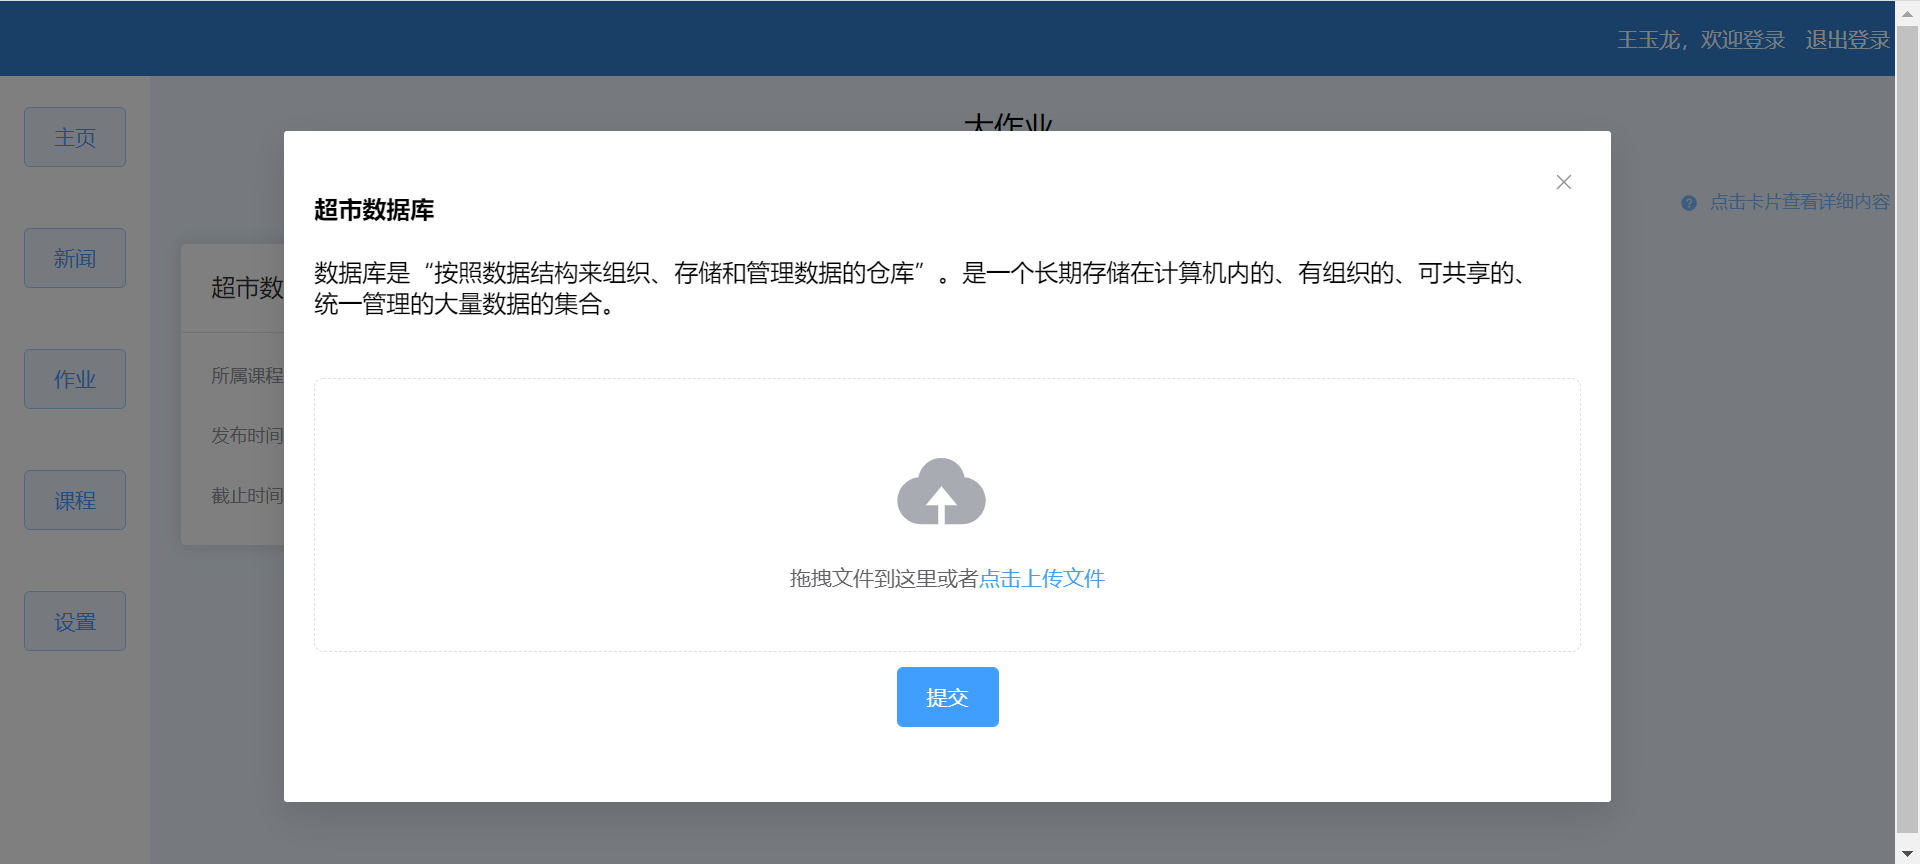 王玉龙，欢迎登录 退出登录
主页
新闻
作业
课程
设置
大作业
点击卡片查看详细内容
超市数
所属课程
发布时间
截止时间
超市数据库
数据库是“按照数据结构来组织、存储和管理数据的仓库”。是一个长期存储在计算机内的、有组织的、可共享的、
统一管理的大量数据的集合。
拖拽文件到这里或者点击上传文件
提交